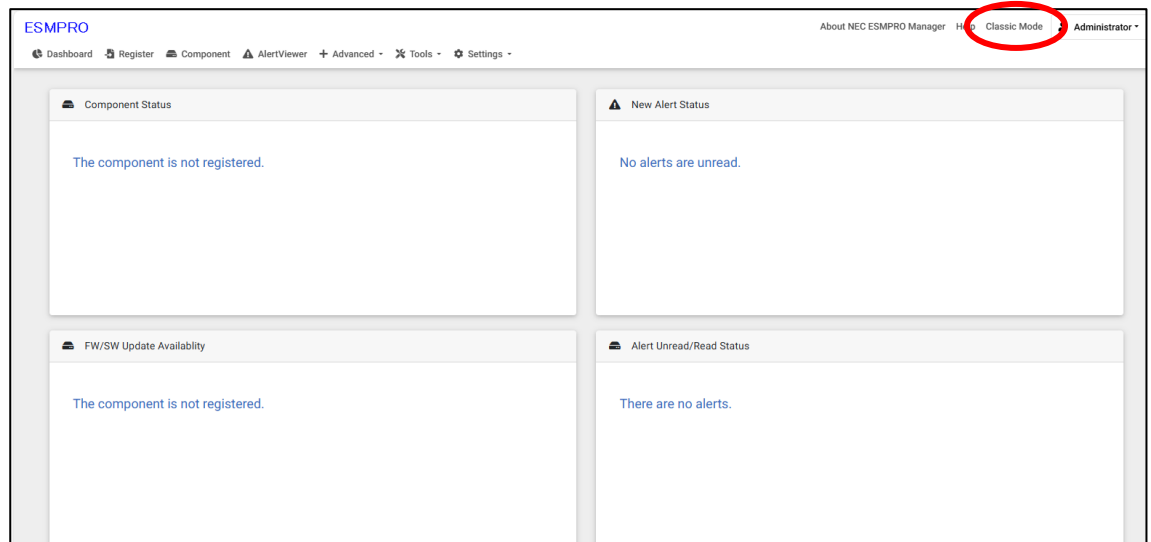 ESMPRO
About NEC ESMPRO Manager Help Classic Mode Administrator
Dashboard Register Component AlertViewer Advanced Tools Settings
Component Status
The component is not registered.
New Alert Status
No alerts are unread.
FW/SW Update Availablity
The component is not registered.
Alert Unread/Read Status
There are no alerts.